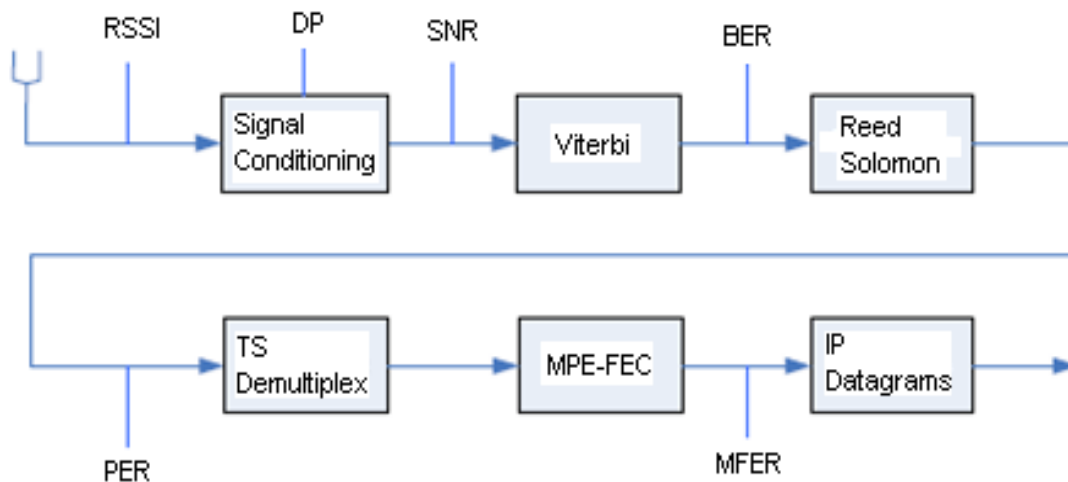 RSSI
DP
SNR
BER
Signal
Conditioning
Viterbi
Reed
Solomon
TS
Demultiplex
MPE-FEC
IP
Datagrams
PER
MFER